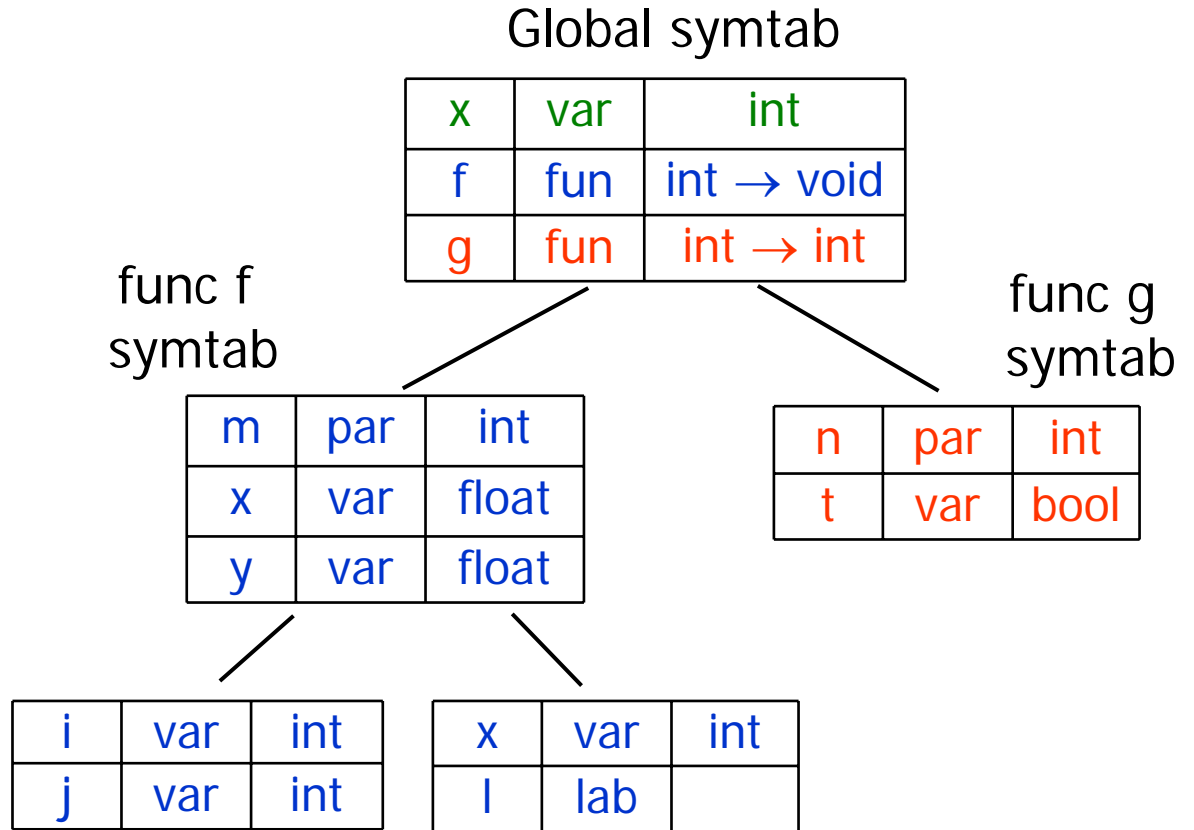 Global symtab
x var int
f fun int → void
g fun int → int
func f
symtab
func g
symtab
m par int
x var float
y var float
n par int
t var bool
i var int
j var int
x var int
l lab